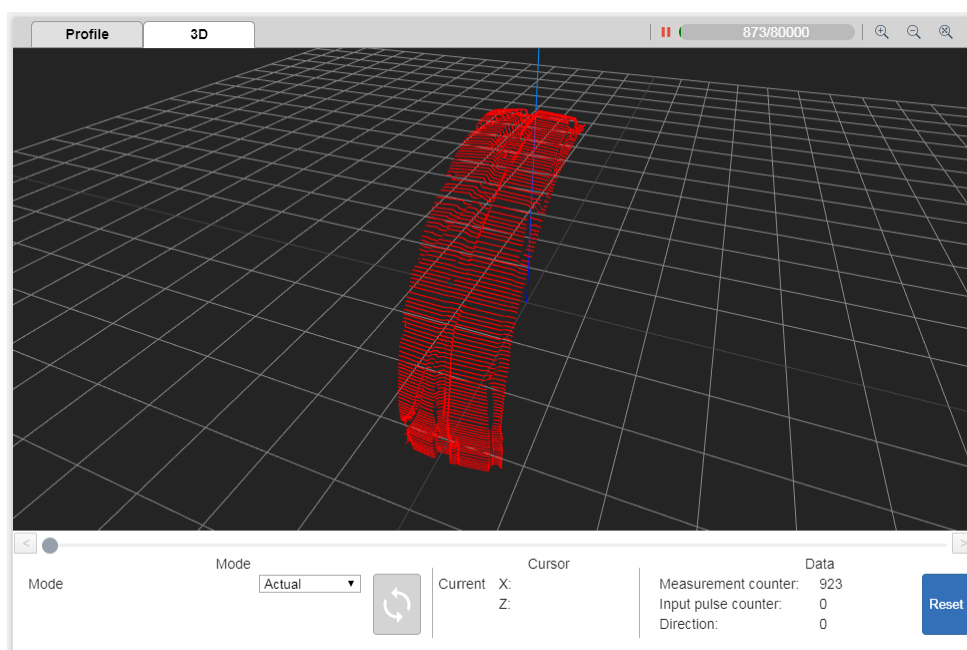 Profile 3D 873/80000
< >
Mode Cursor Data
Mode Actual Current X: Measurement counter: 923
Z: Input pulse counter: 0 Reset
Direction: 0